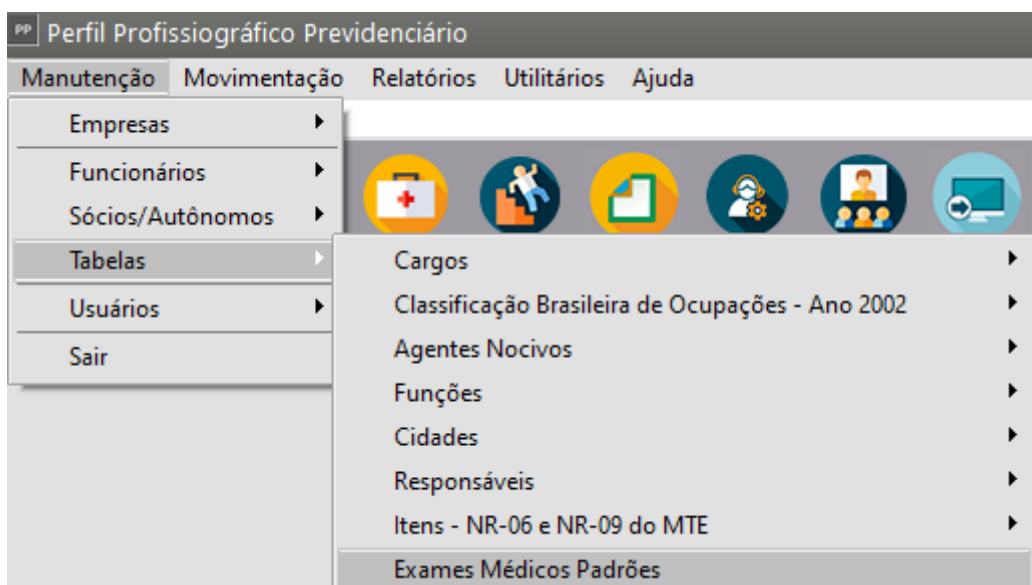 PP Perfil Profissiográfico Previdenciário
Manutenção Movimentação Relatórios Utilitários Ajuda
Empresas
Funcionários
Sócios/Autônomos
Tabelas
Usuários
Sair
Cargos
Classificação Brasileira de Ocupações - Ano 2002
Agentes Nocivos
Funções
Cidades
Responsáveis
Itens - NR-06 e NR-09 do MTE
Exames Médicos Padrões